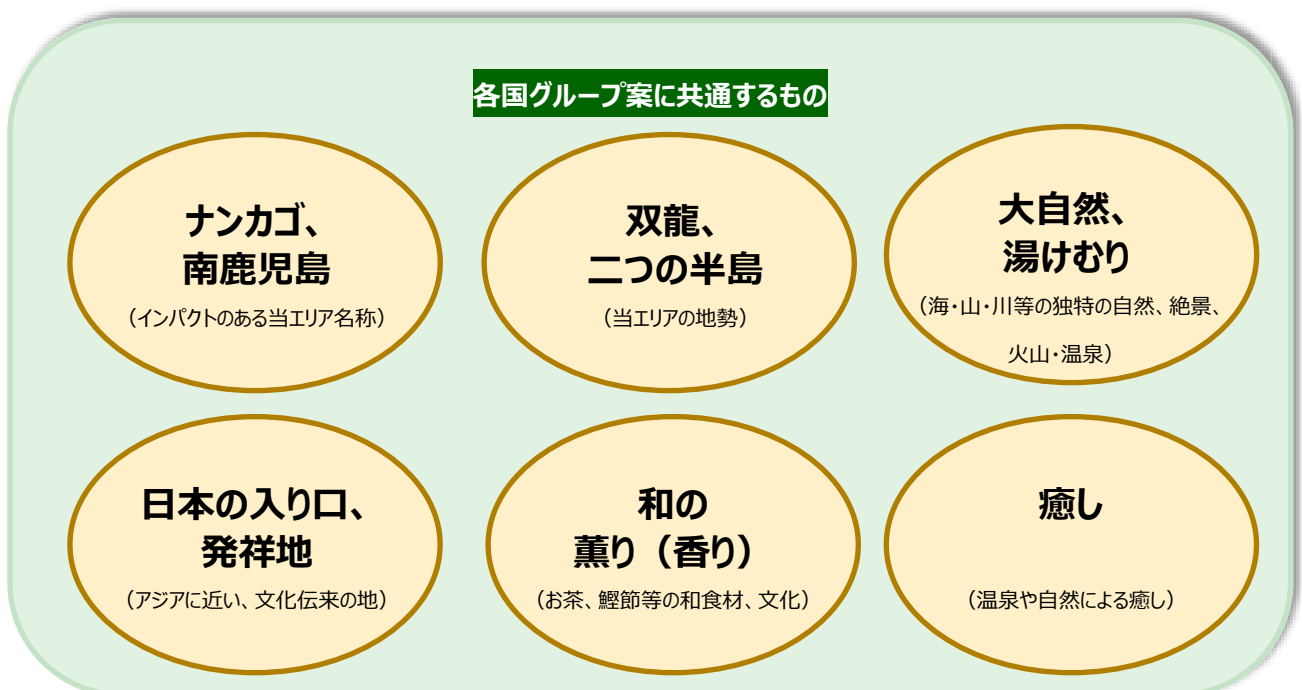 各国グループ案に共通するもの
ナンカゴ、
南鹿児島
（インパクトのある当エリア名称）
双龍、
二つの半島
（当エリアの地勢）
大自然、
湯けむり
（海・山・川等の独特の自然、絶景、
火山・温泉）
日本の入り口、
発祥地
（アジアに近い、文化伝来の地）
和の
薫り（香り）
（お茶、鰹節等の和食材、文化）
癒し
（温泉や自然による癒し）